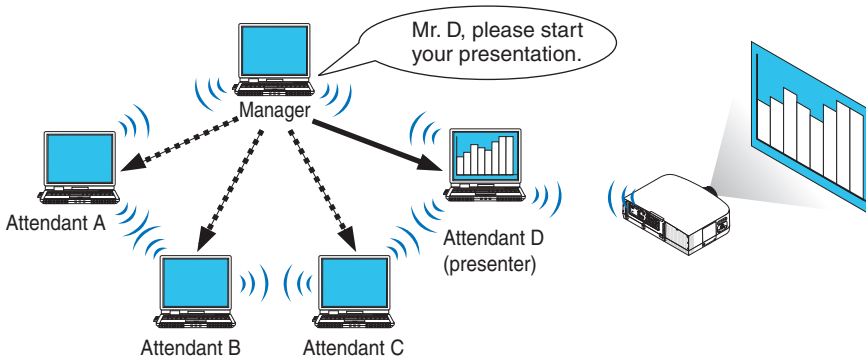 Mr. D, please start
your presentation.
Manager
Attendant A
Attendant D
(presenter)
Attendant B
Attendant C